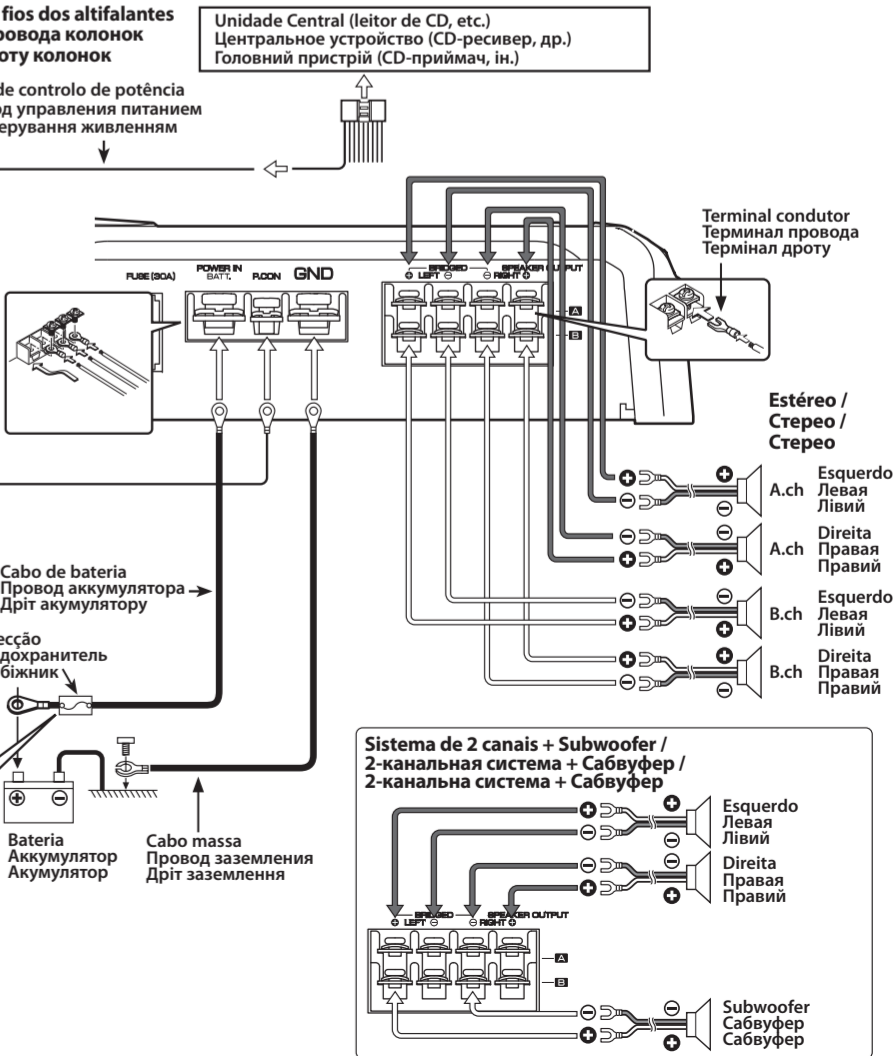 fios dos altifalantes
ровода колонок
оту колонок
Unidade Central (leitor de CD, etc.)
Центральное устройство (CD-ресивер, др.)
Головний пристрій (CD-приймач, ін.)
de controlo de potência
д управления питанием
ерування живленням
Terminal condutor
Терминал провода
Термінал дроту
FUSE (30A)
POWER IN
BATT.
P.CON
GND
BRIDGED
SPEAKER OUTPUT
⊕ LEFT ⊖
⊖ RIGHT ⊕
A
B
Estéreo /
Стерео /
Стерео
A.ch
Esquerdo
Левая
Лівий
A.ch
Direita
Правая
Правий
B.ch
Esquerdo
Левая
Лівий
B.ch
Direita
Правая
Правий
Cabo de bateria
Провод аккумулятора
Дріт акумулятору
ecção
дохранитель
біжник
Bateria
Аккумулятор
Акумулятор
Cabo massa
Провод заземления
Дріт заземлення
Sistema de 2 canais + Subwoofer /
2-канальная система + Сабвуфер /
2-канальна система + Сабвуфер
Esquerdo
Левая
Лівий
Direita
Правая
Правий
BRIDGED
SPEAKER OUTPUT
⊕ LEFT ⊖
⊖ RIGHT ⊕
A
B
Subwoofer
Сабвуфер
Сабвуфер